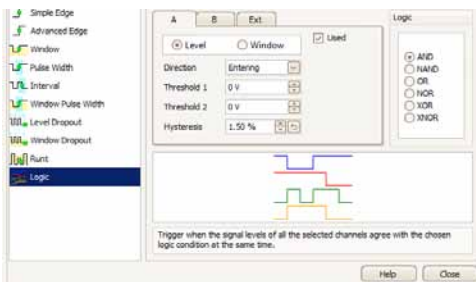 Simple Edge
Advanced Edge
Window
Pulse Width
Interval
Window Pulse Width
Level Dropout
Window Dropout
Runt
Logic
A B Ext
Level Window Used
Direction Entering
Threshold 1 0 V
Threshold 2 0 V
Hysteresis 1.50 %
Logic
AND
NAND
OR
NOR
XOR
XNOR
Trigger when the signal levels of all the selected channels agree with the chosen
logic condition at the same time.
Help Close